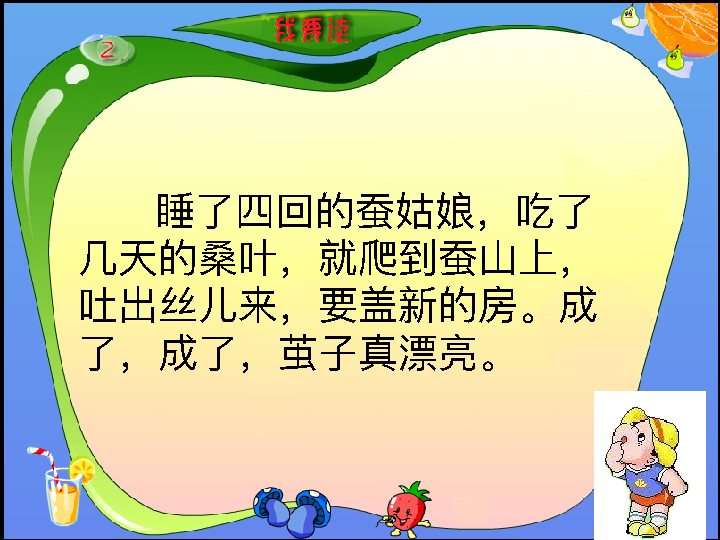 我要读
2
睡了四回的蚕姑娘，吃了
几天的桑叶，就爬到蚕山上，
吐出丝儿来，要盖新的房。成
了，成了，茧子真漂亮。